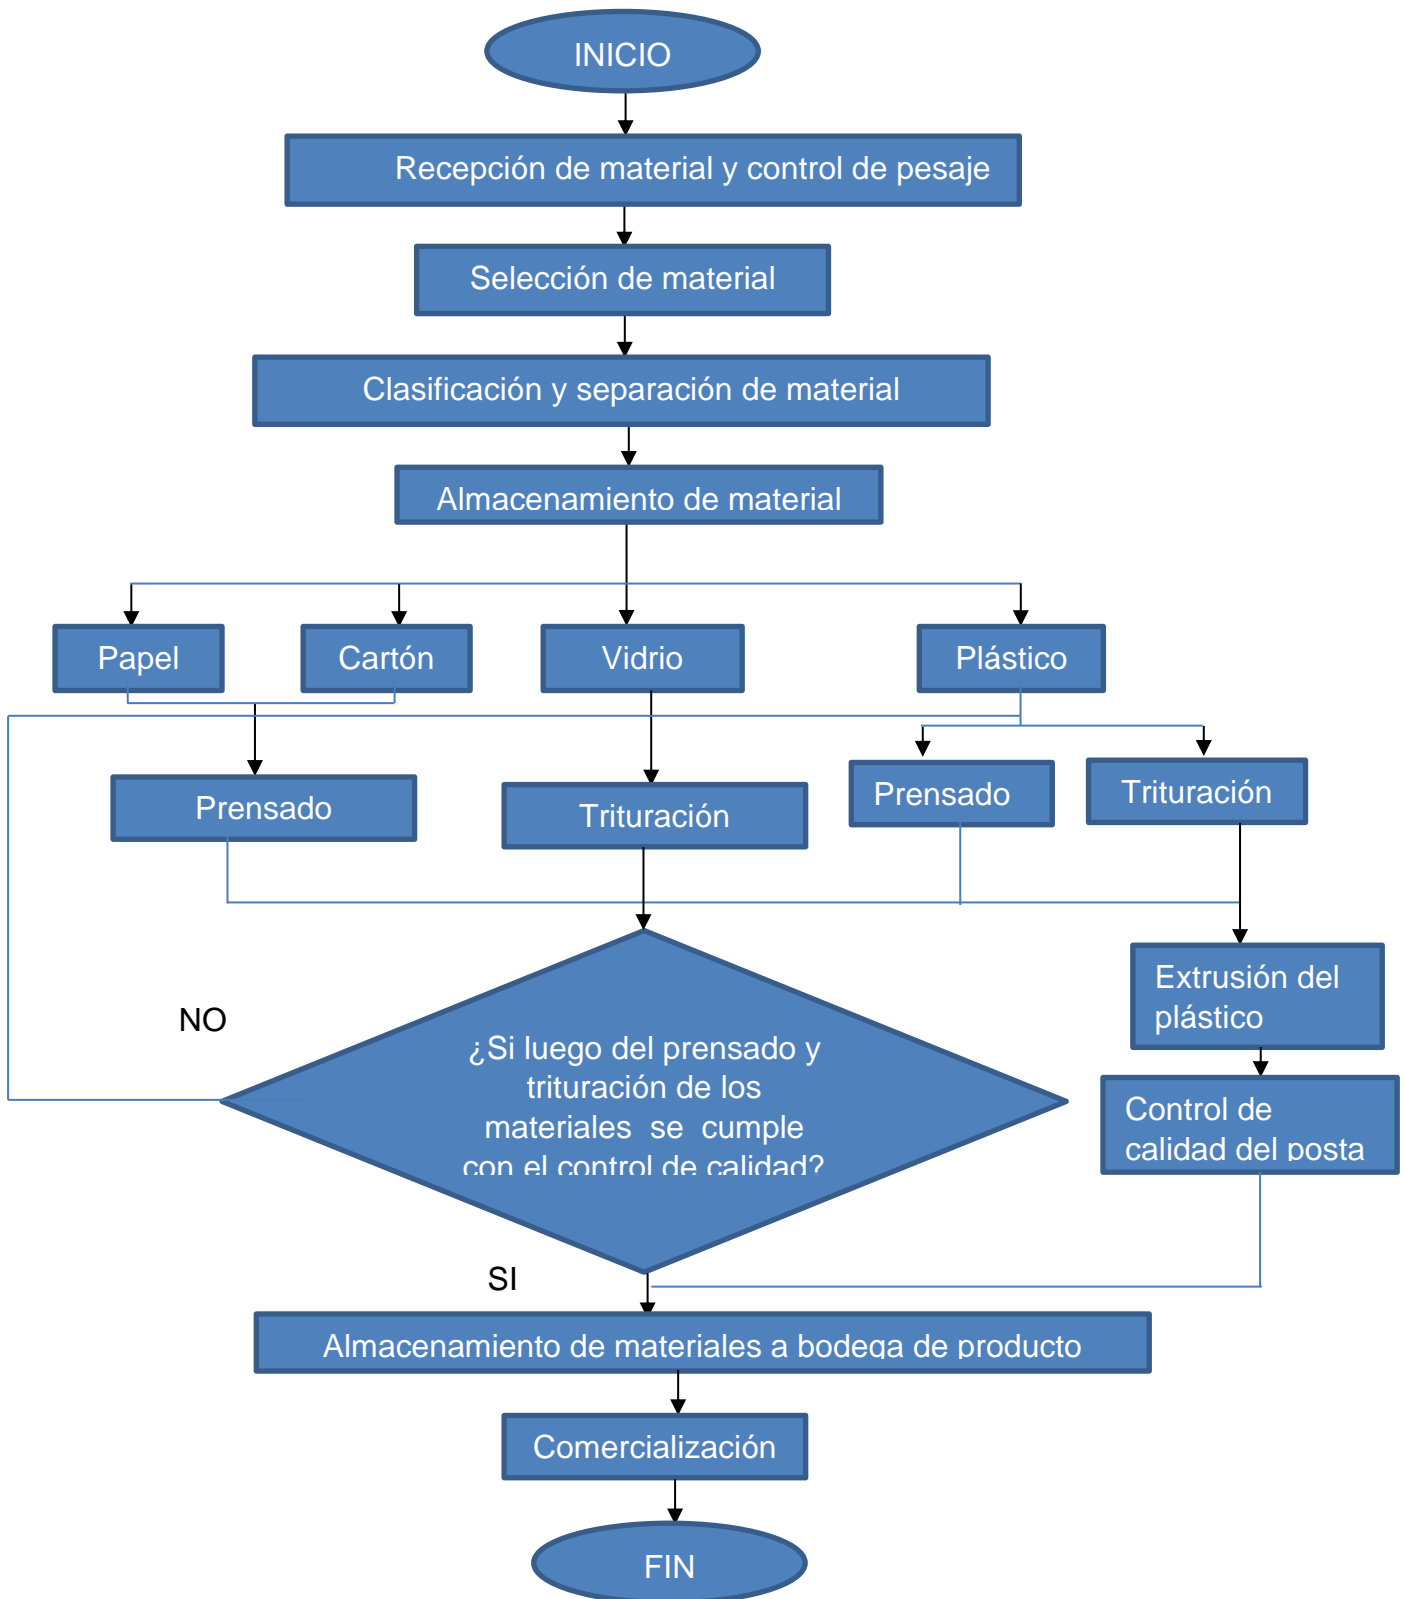 INICIO
Recepción de material y control de pesaje
Selección de material
Clasificación y separación de material
Almacenamiento de material
Papel
Cartón
Vidrio
Plástico
Prensado
Trituración
Prensado
Trituración
NO
¿Si luego del prensado y
trituración de los
materiales se cumple
con el control de calidad?
Extrusión del
plástico
Control de
calidad del posta
SI
Almacenamiento de materiales a bodega de producto
Comercialización
FIN